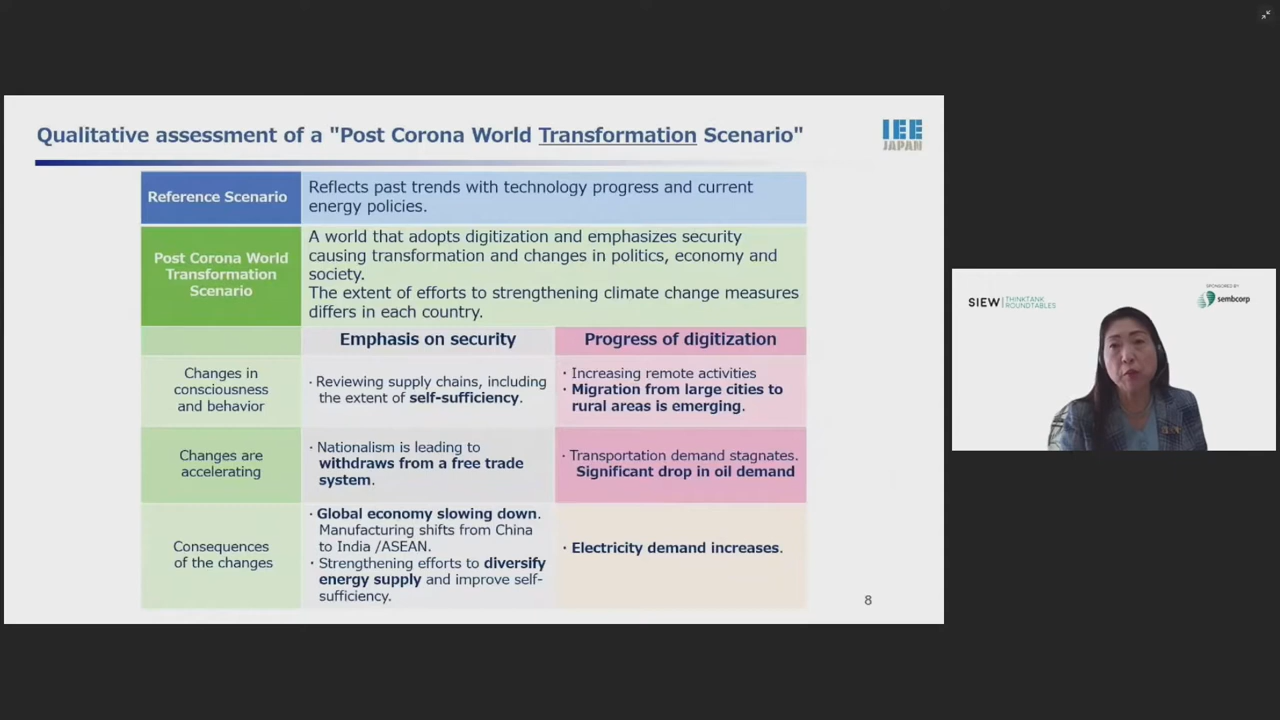 Qualitative assessment of a "Post Corona World Transformation Scenario"
IEE
JAPAN
Reference Scenario
Reflects past trends with technology progress and current
energy policies.
Post Corona World
Transformation
Scenario
A world that adopts digitization and emphasizes security
causing transformation and changes in politics, economy and
society.
The extent of efforts to strengthening climate change measures
differs in each country.
Emphasis on security
Progress of digitization
Changes in
consciousness
and behavior
· Reviewing supply chains, including
the extent of self-sufficiency.
· Increasing remote activities
· Migration from large cities to
rural areas is emerging.
Changes are
accelerating
· Nationalism is leading to
withdraws from a free trade
system.
· Transportation demand stagnates.
Significant drop in oil demand
Consequences
of the changes
· Global economy slowing down.
Manufacturing shifts from China
to India /ASEAN.
· Strengthening efforts to diversify
energy supply and improve self-
sufficiency.
· Electricity demand increases.
8
SIEW | THINKTANK
ROUNDTABLES
SPONSORED BY
sembcorp